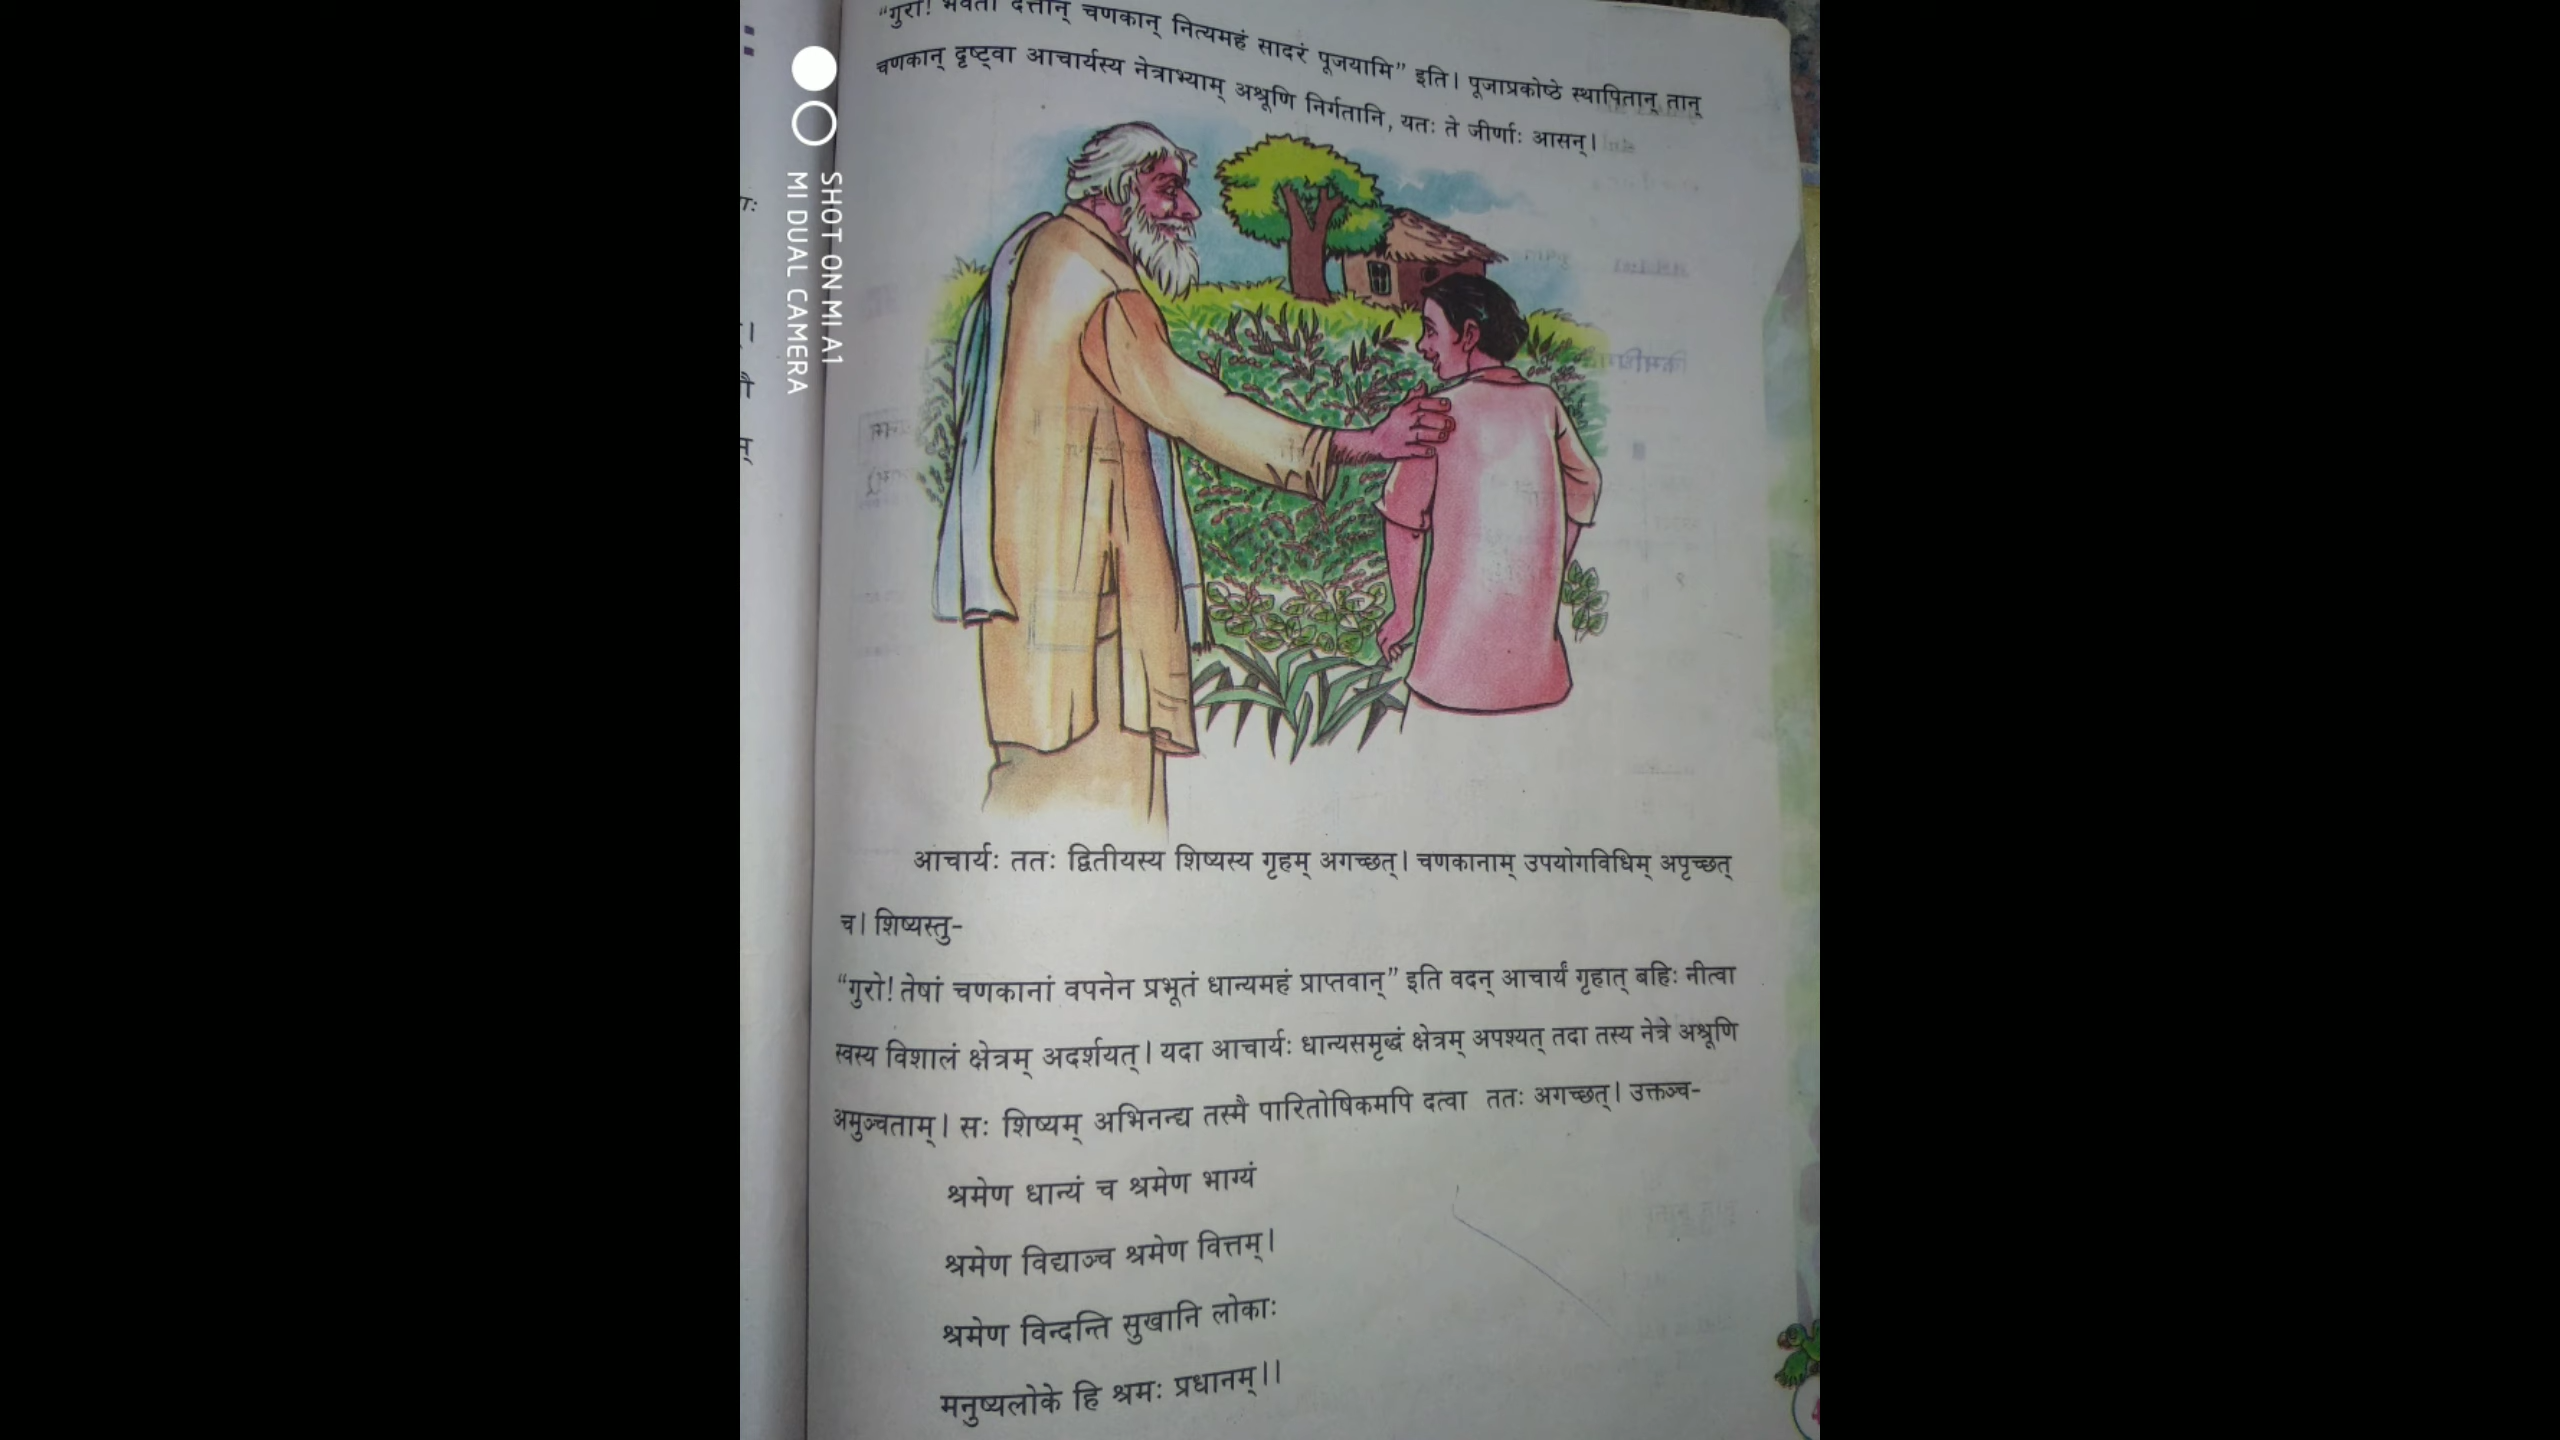 "गुरो! भवता दत्तान् चणकान् नित्यमहं सादरं पूजयामि" इति। पूजाप्रकोष्ठे स्थापितान् तान्
चणकान् दृष्ट्वा आचार्यस्य नेत्राभ्याम् अश्रूणि निर्गतानि, यतः ते जीर्णाः आसन्।
SHOT ON MI A1
MI DUAL CAMERA
आचार्यः ततः द्वितीयस्य शिष्यस्य गृहम् अगच्छत्। चणकानाम् उपयोगविधिम् अपृच्छत्
च। शिष्यस्तु-
"गुरो! तेषां चणकानां वपनेन प्रभूतं धान्यमहं प्राप्तवान्" इति वदन् आचार्यं गृहात् बहिः नीत्वा
स्वस्य विशालं क्षेत्रम् अदर्शयत्। यदा आचार्यः धान्यसमृद्धं क्षेत्रम् अपश्यत् तदा तस्य नेत्रे अश्रूणि
अमुञ्चताम्। सः शिष्यम् अभिनन्द्य तस्मै पारितोषिकमपि दत्वा ततः अगच्छत्। उक्तञ्च-
श्रमेण धान्यं च श्रमेण भाग्यं
श्रमेण विद्याञ्च श्रमेण वित्तम्।
श्रमेण विन्दन्ति सुखानि लोकाः
मनुष्यलोके हि श्रमः प्रधानम्।।